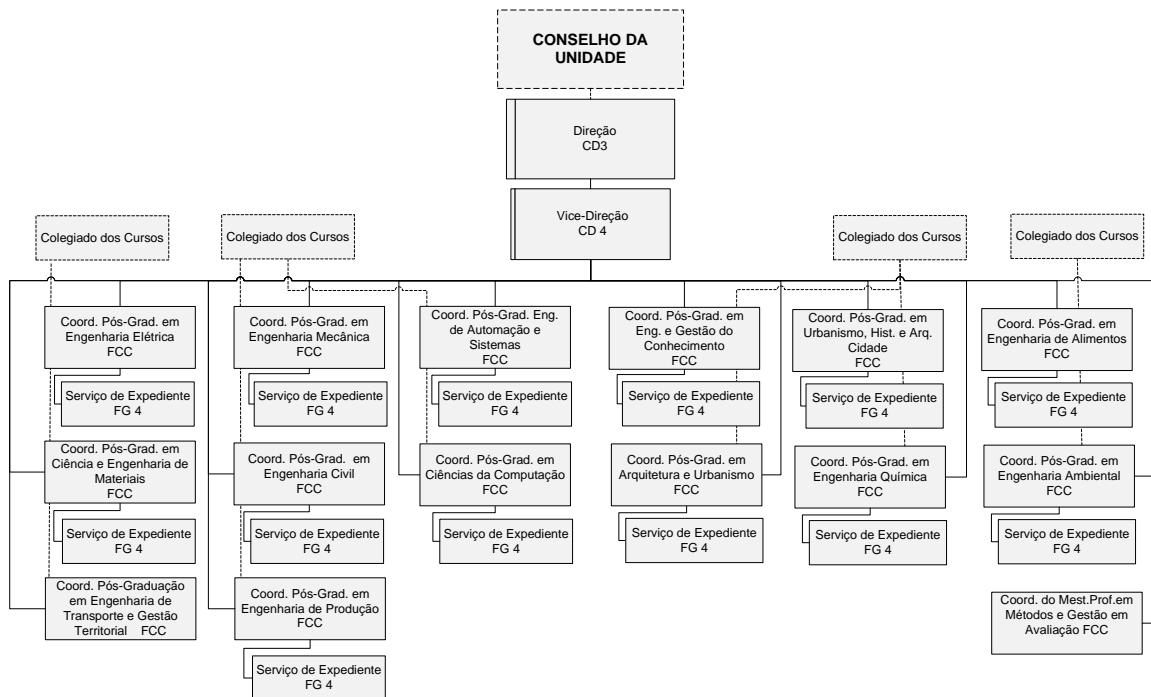 CONSELHO DA
UNIDADE
Direção
CD3
Vice-Direção
CD 4
Colegiado dos Cursos
Colegiado dos Cursos
Colegiado dos Cursos
Colegiado dos Cursos
Coord. Pós-Grad. em
Engenharia Elétrica
FCC
Coord. Pós-Grad. em
Engenharia Mecânica
FCC
Coord. Pós-Grad. Eng.
de Automação e
Sistemas
FCC
Coord. Pós-Grad. em
Eng. e Gestão do
Conhecimento
FCC
Coord. Pós-Grad. em
Urbanismo, Hist. e Arq.
Cidade
FCC
Coord. Pós-Grad. em
Engenharia de Alimentos
FCC
Serviço de Expediente
FG 4
Serviço de Expediente
FG 4
Serviço de Expediente
FG 4
Serviço de Expediente
FG 4
Serviço de Expediente
FG 4
Serviço de Expediente
FG 4
Coord. Pós-Grad. em
Ciência e Engenharia de
Materiais
FCC
Coord. Pós-Grad. em
Engenharia Civil
FCC
Coord. Pós-Grad. em
Ciências da Computação
FCC
Coord. Pós-Grad. em
Arquitetura e Urbanismo
FCC
Coord. Pós-Grad. em
Engenharia Química
FCC
Coord. Pós-Grad. em
Engenharia Ambiental
FCC
Serviço de Expediente
FG 4
Serviço de Expediente
FG 4
Serviço de Expediente
FG 4
Serviço de Expediente
FG 4
Serviço de Expediente
FG 4
Serviço de Expediente
FG 4
Coord. Pós-Graduação
em Engenharia de
Transporte e Gestão
Territorial FCC
Coord. Pós-Grad. em
Engenharia de Produção
FCC
Coord. do Mest.Prof.em
Métodos e Gestão em
Avaliação FCC
Serviço de Expediente
FG 4